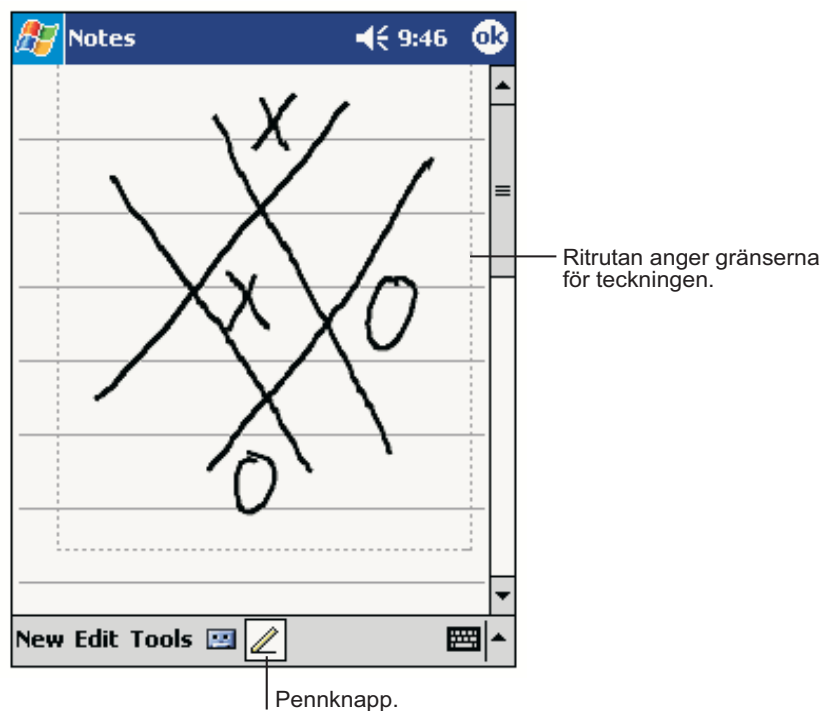 Notes 9:46 ok
X
X
O
O
Ritrutan anger gränserna
för teckningen.
New Edit Tools
Pennknapp.